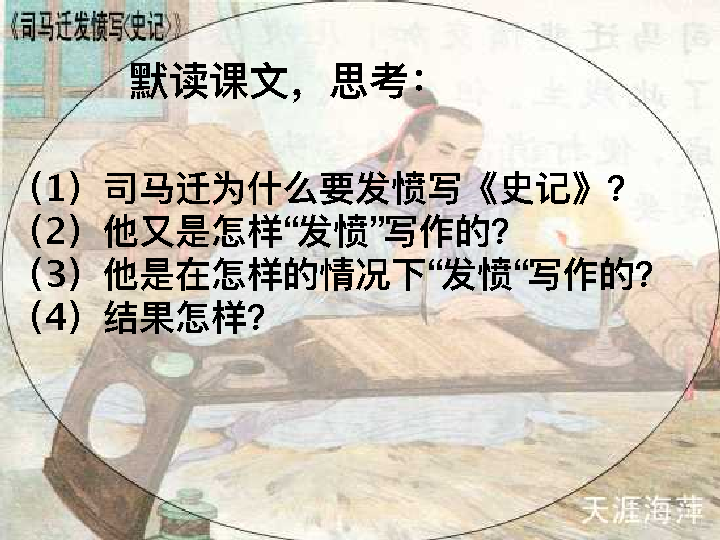 《司马迁发愤写《史记》》
默读课文，思考：
（1）司马迁为什么要发愤写《史记》？
（2）他又是怎样“发愤”写作的？
（3）他是在怎样的情况下“发愤“写作的？
（4）结果怎样？
天涯海萍